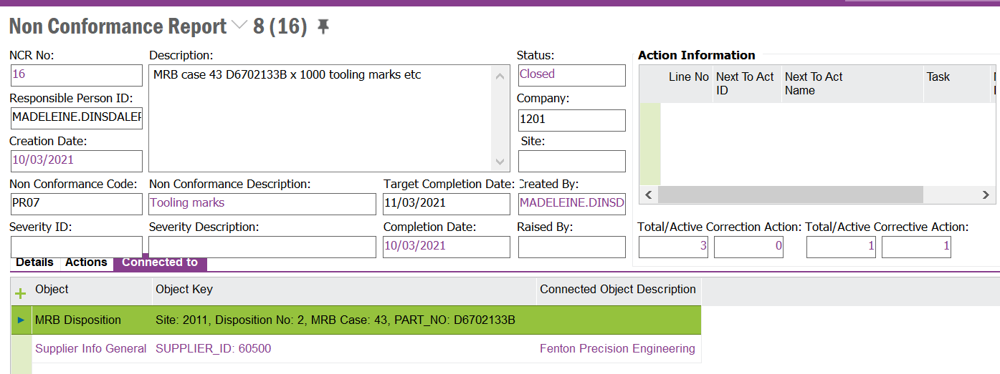 Non Conformance Report 8 (16)
NCR No:
16
Description:
MRB case 43 D6702133B x 1000 tooling marks etc
Status:
Closed
Responsible Person ID:
MADELEINE.DINSDALEF
Company:
1201
Creation Date:
10/03/2021
Site:
Non Conformance Code:
PR07
Non Conformance Description:
Tooling marks
Target Completion Date:
11/03/2021
Created By:
MADELEINE.DINSD
Severity ID:
Severity Description:
Completion Date:
10/03/2021
Raised By:
Action Information
Line No
Next To Act
ID
Next To Act
Name
Task
Total/Active Correction Action:
3 0
Total/Active Corrective Action:
1 1
Details Actions Connected to
Object Object Key Connected Object Description
MRB Disposition Site: 2011, Disposition No: 2, MRB Case: 43, PART_NO: D6702133B
Supplier Info General SUPPLIER_ID: 60500 Fenton Precision Engineering